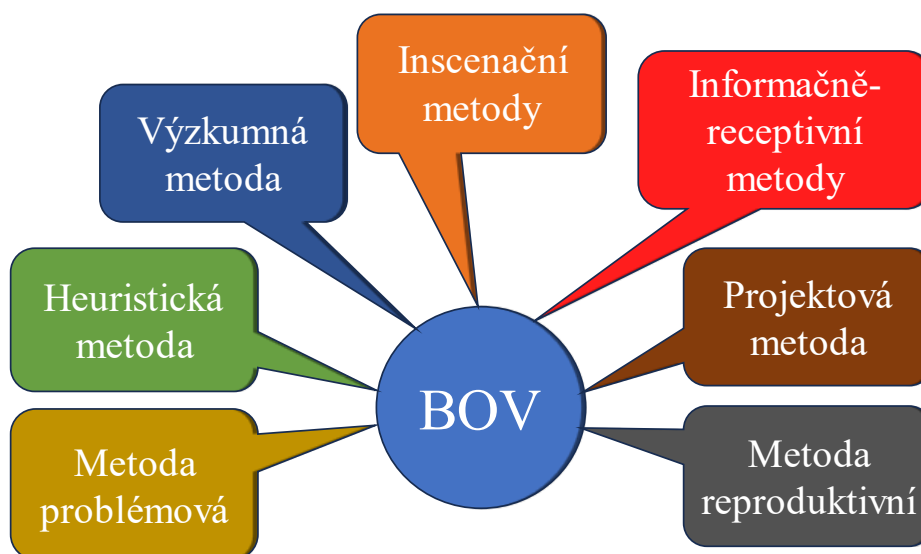 Inscenační
metody
Informačně-
receptivní
metody
Výzkumná
metoda
Heuristická
metoda
Projektová
metoda
BOV
Metoda
problémová
Metoda
reproduktivní